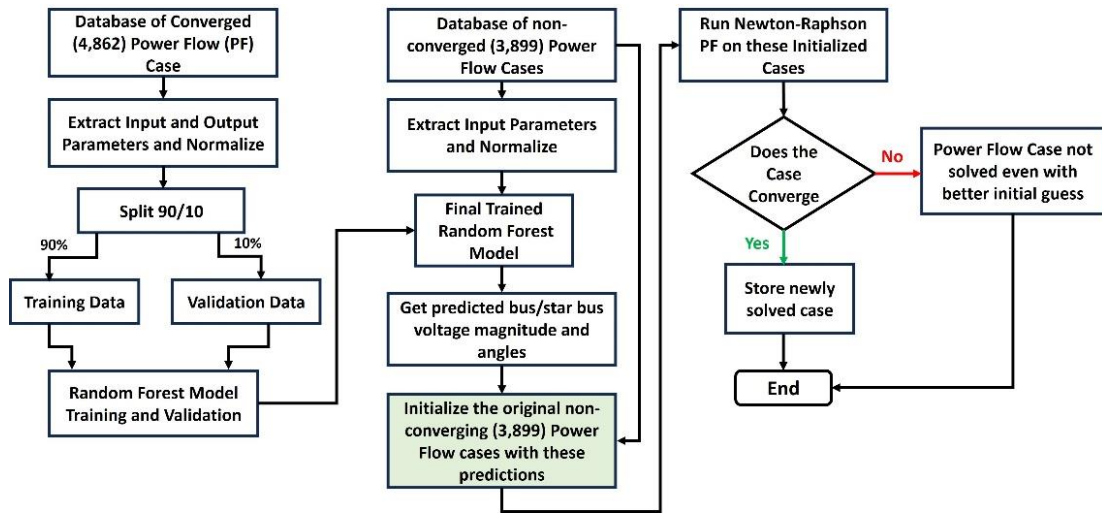 Database of Converged
(4,862) Power Flow (PF)
Case
Extract Input and Output
Parameters and Normalize
Split 90/10
90%
10%
Training Data
Validation Data
Random Forest Model
Training and Validation
Database of non-
converged (3,899) Power
Flow Cases
Extract Input Parameters
and Normalize
Final Trained
Random Forest
Model
Get predicted bus/star bus
voltage magnitude and
angles
Initialize the original non-
converging (3,899) Power
Flow cases with these
predictions
Run Newton-Raphson
PF on these Initialized
Cases
Does the
Case
Converge
No
Power Flow Case not
solved even with
better initial guess
Yes
Store newly
solved case
End